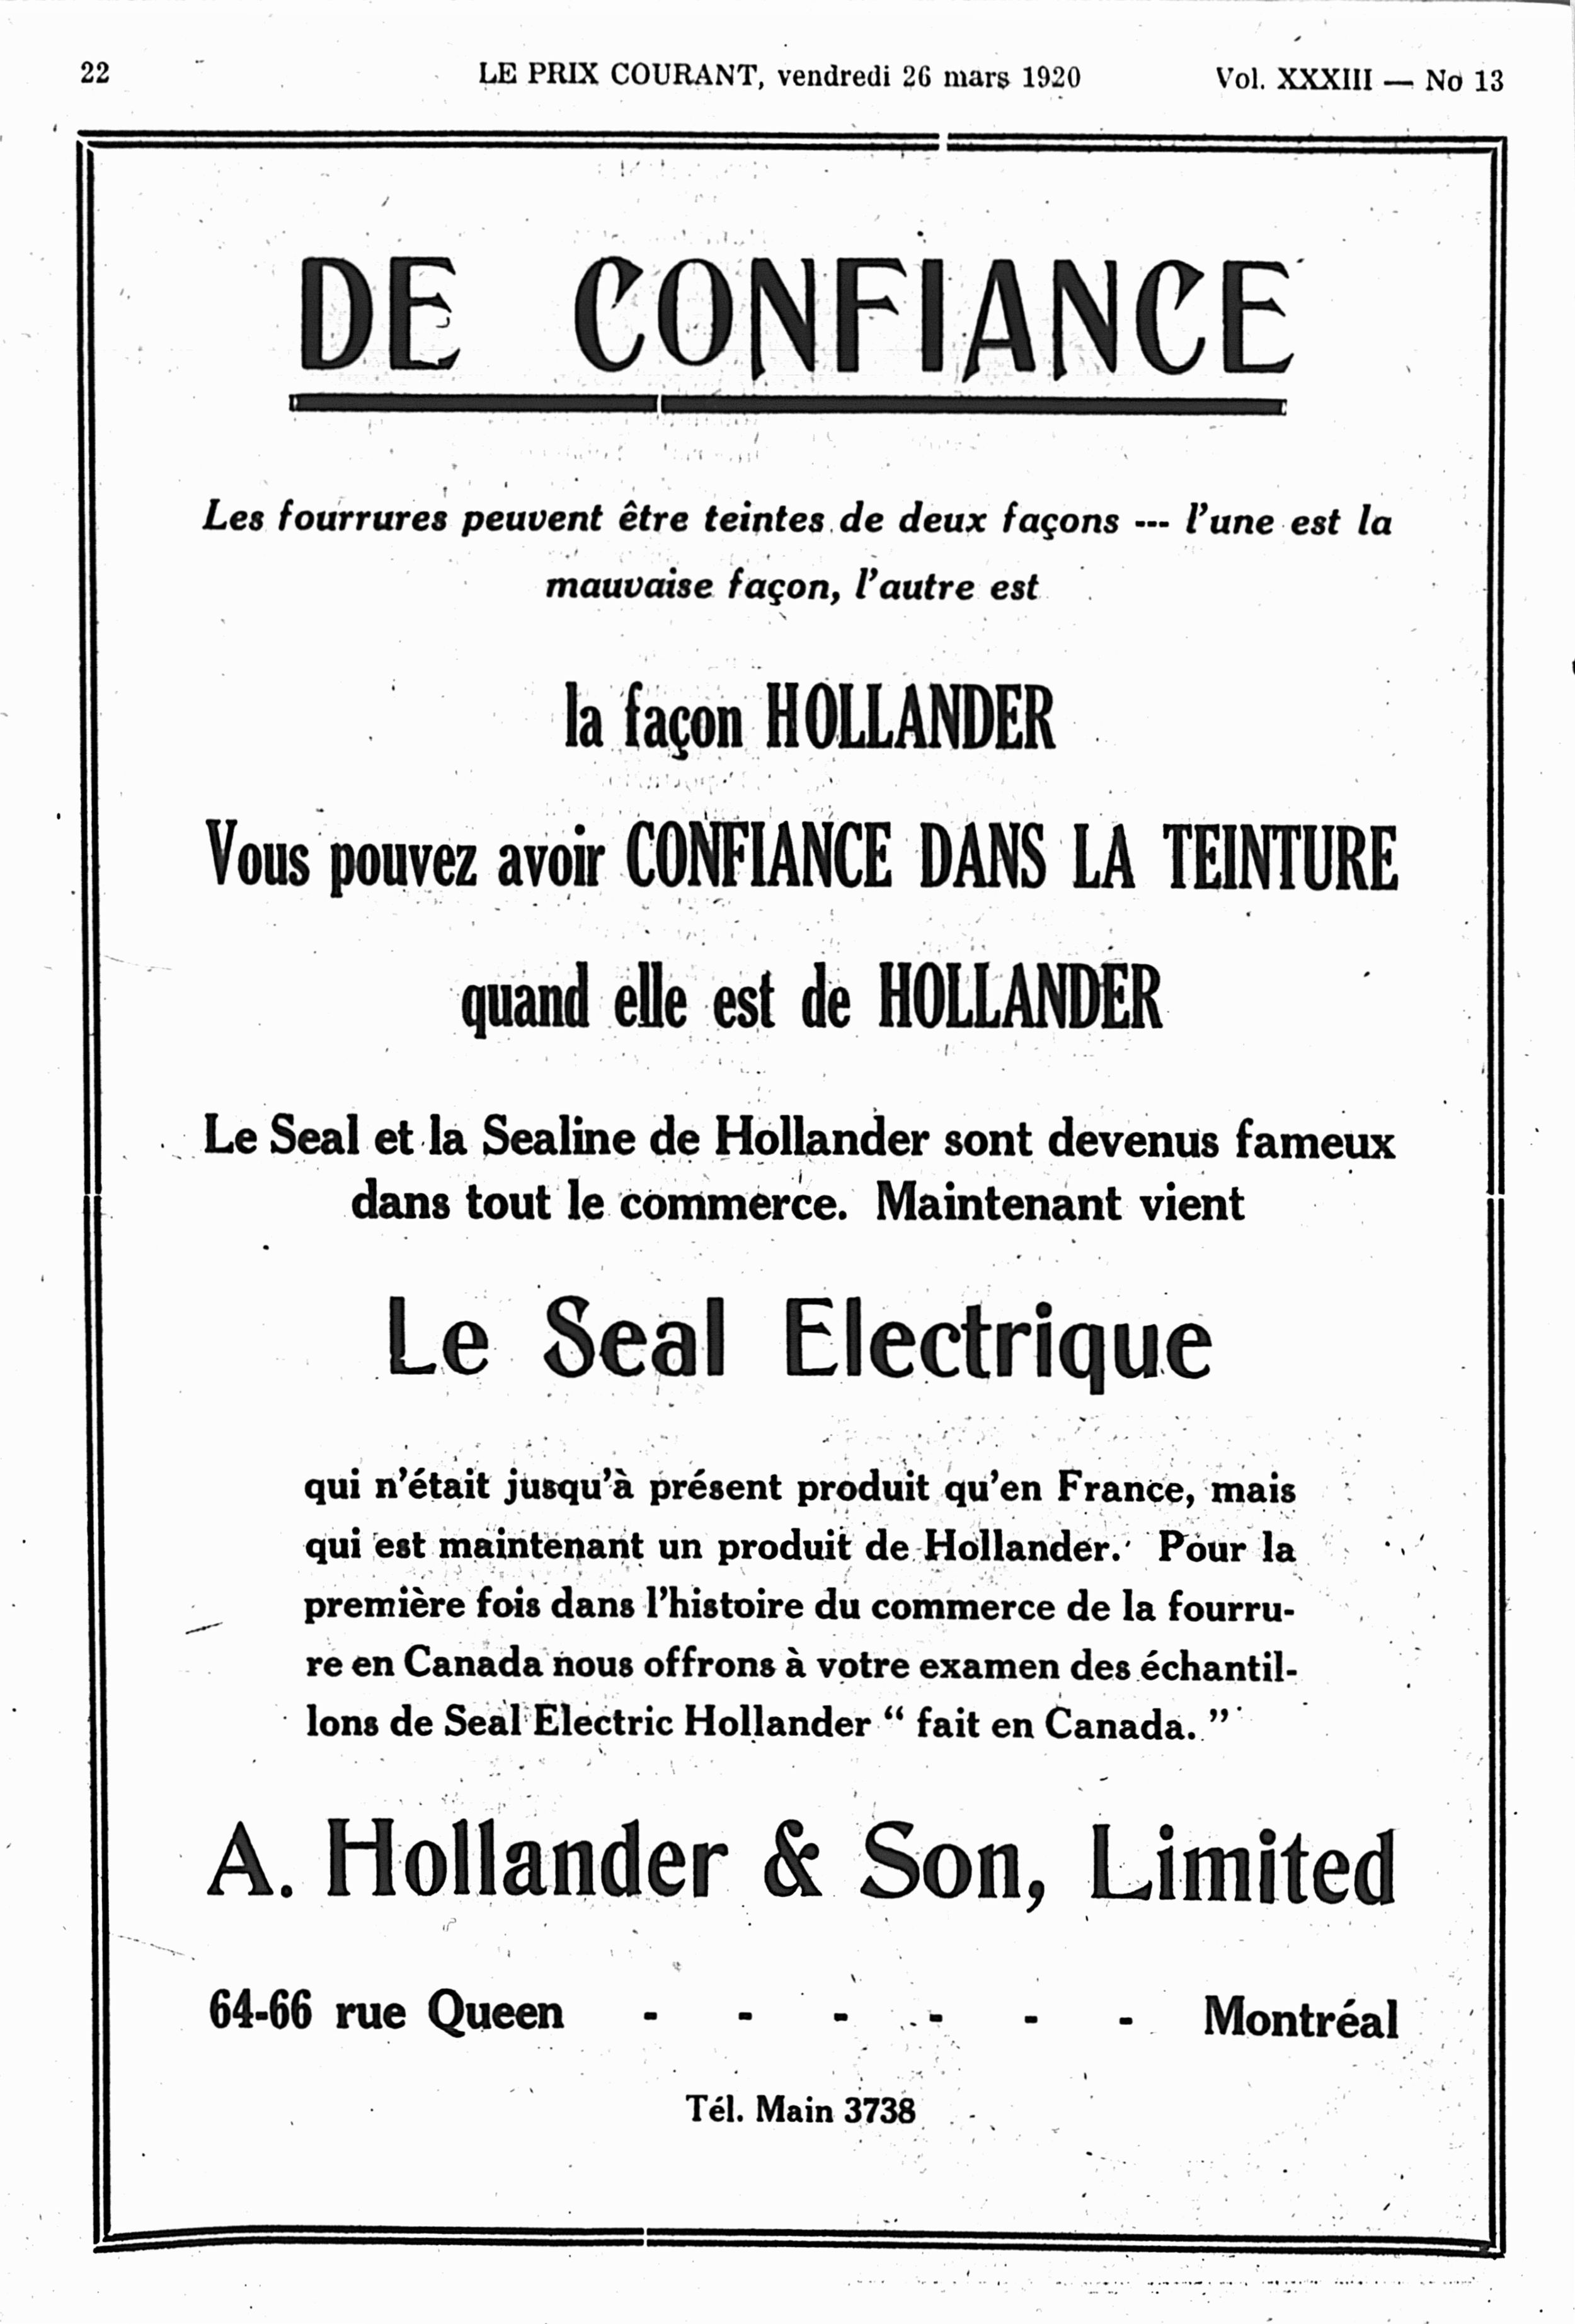 22
LE PRIX COURANT, vendredi 26 mars 1920
Vol. XXXIII — No 13
DE CONFIANCE
Les fourrures peuvent être teintes de deux façons --- l'une est la
mauvaise façon, l'autre est
la façon HOLLANDER
Vous pouvez avoir CONFIANCE DANS LA TEINTURE
quand elle est de HOLLANDER
Le Seal et la Sealine de Hollander sont devenus fameux
dans tout le commerce. Maintenant vient
Le Seal Electrique
qui n'était jusqu'à présent produit qu'en France, mais
qui est maintenant un produit de Hollander. Pour la
première fois dans l'histoire du commerce de la fourru-
re en Canada nous offrons à votre examen des échantil-
lons de Seal Electric Hollander “ fait en Canada. ”
A. Hollander & Son, Limited
64-66 rue Queen - - - - - - Montréal
Tél. Main 3738